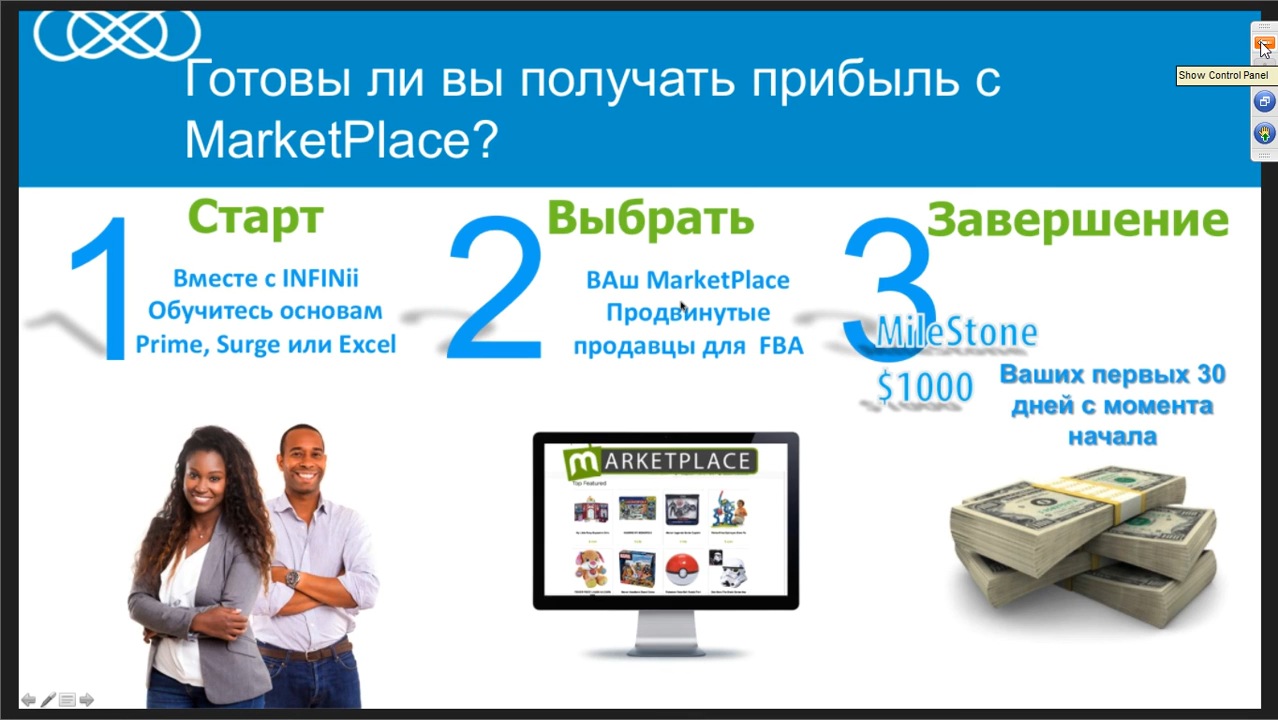 Готовы ли вы получать прибыль с
MarketPlace?
Show Control Panel
1
Старт
Вместе с INFINii
Обучитесь основам
Prime, Surge или Excel
2
Выбрать
ВАш MarketPlace
Продвинутые
продавцы для FBA
3
Завершение
MileStone
$1000
Ваших первых 30
дней с момента
начала
mARKETPLACE
Top Featured